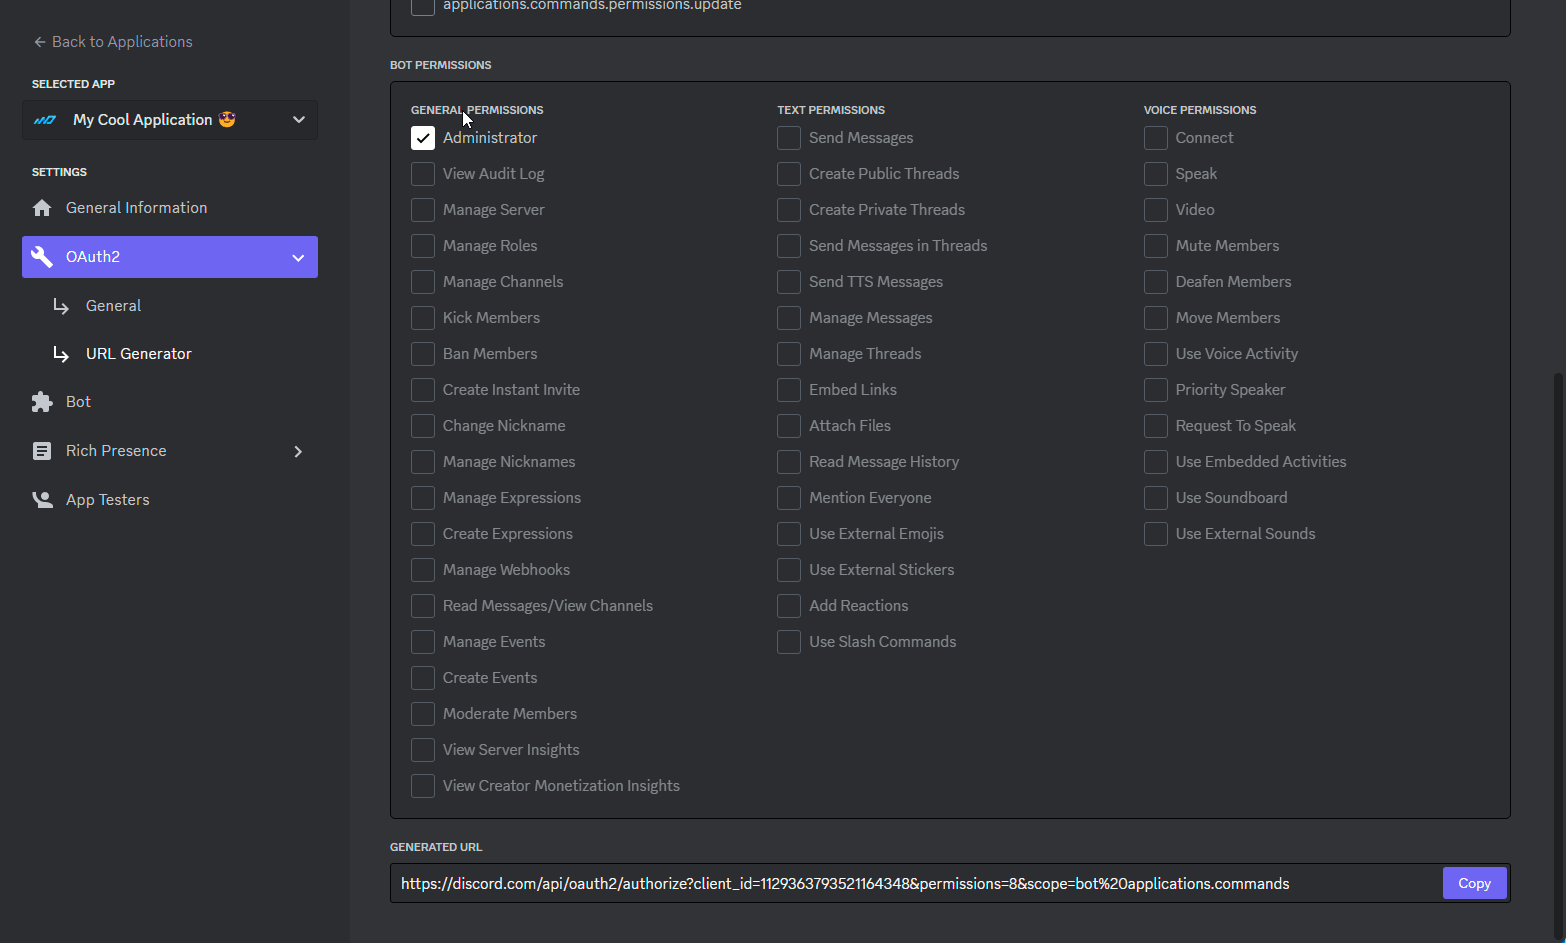 applications.commands.permissions.update
← Back to Applications
SELECTED APP
My Cool Application 😎
SETTINGS
General Information
OAuth2
General
URL Generator
Bot
Rich Presence
App Testers
BOT PERMISSIONS
GENERAL PERMISSIONS
Administrator
View Audit Log
Manage Server
Manage Roles
Manage Channels
Kick Members
Ban Members
Create Instant Invite
Change Nickname
Manage Nicknames
Manage Expressions
Create Expressions
Manage Webhooks
Read Messages/View Channels
Manage Events
Create Events
Moderate Members
View Server Insights
View Creator Monetization Insights
TEXT PERMISSIONS
Send Messages
Create Public Threads
Create Private Threads
Send Messages in Threads
Send TTS Messages
Manage Messages
Manage Threads
Embed Links
Attach Files
Read Message History
Mention Everyone
Use External Emojis
Use External Stickers
Add Reactions
Use Slash Commands
VOICE PERMISSIONS
Connect
Speak
Video
Mute Members
Deafen Members
Move Members
Use Voice Activity
Priority Speaker
Request To Speak
Use Embedded Activities
Use Soundboard
Use External Sounds
GENERATED URL
https://discord.com/api/oauth2/authorize?client_id=1129363793521164348&permissions=8&scope=bot%20applications.commands
Copy